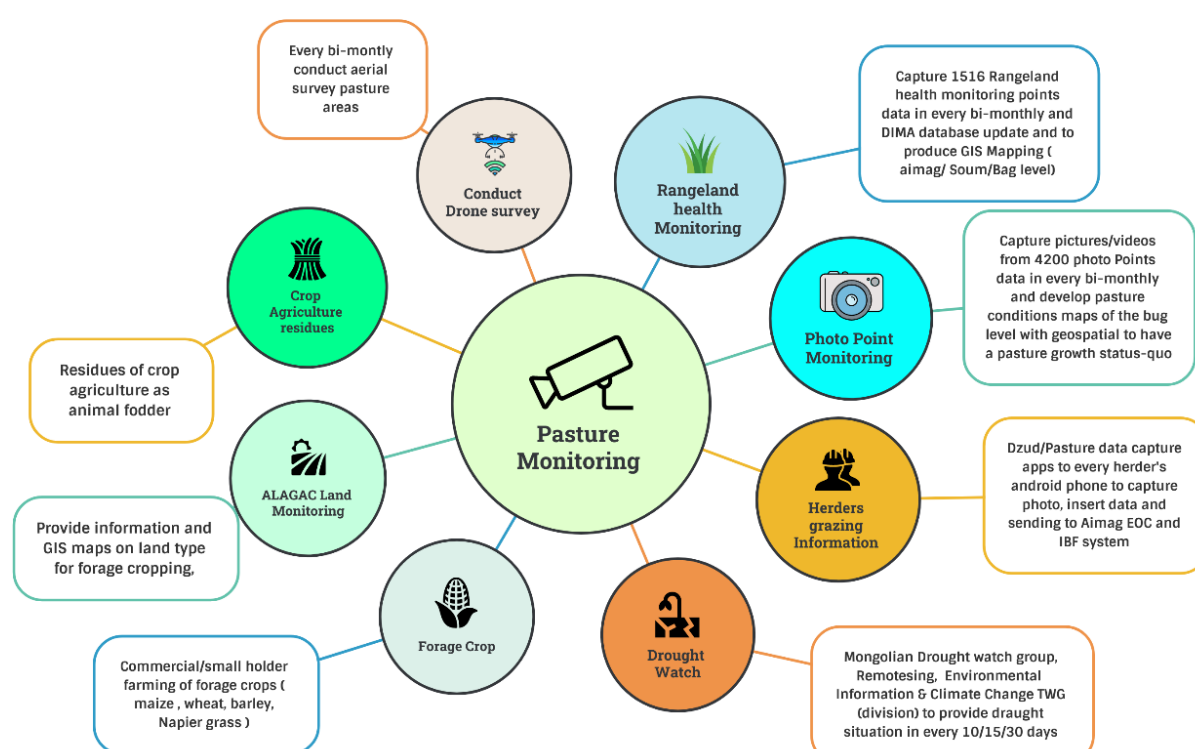 Every bi-montly
conduct aerial
survey pasture
areas
Conduct
Drone survey
Rangeland
health
Monitoring
Capture 1516 Rangeland
health monitoring points
data in every bi-monthly and
DIMA database update and to
produce GIS Mapping (
aimag/ Soum/Bag level)
Crop
Agriculture
residues
Residues of crop
agriculture as
animal fodder
Photo Point
Monitoring
Capture pictures/videos
from 4200 photo Points
data in every bi-monthly
and develop pasture
conditions maps of the bug
level with geospatial to have
a pasture growth status-quo
Pasture
Monitoring
ALAGAC Land
Monitoring
Provide information and
GIS maps on land type
for forage cropping,
Herders
grazing
Information
Dzud/Pasture data capture
apps to every herder's
android phone to capture
photo, insert data and
sending to Aimag EOC and
IBF system
Forage Crop
Commercial/small holder
farming of forage crops (
maize , wheat, barley,
Napier grass )
Drought
Watch
Mongolian Drought watch group,
Remotesing, Environmental
Information & Climate Change TWG
(division) to provide draught
situation in every 10/15/30 days